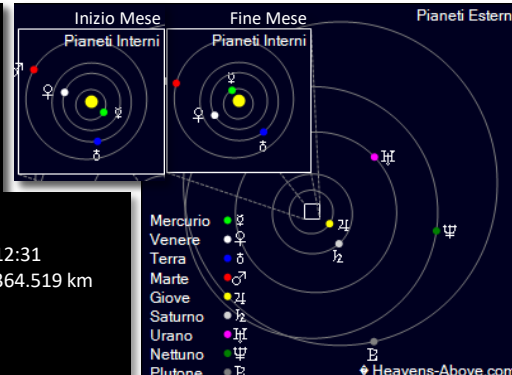 Inizio Mese
Fine Mese
Pianeti Esterni
Pianeti Interni
Pianeti Interni
♂
♀
☿
♁
☿
♀
♁
♅
♃
♄
♆
P
12:31
364.519 km
Mercurio ☿
Venere ♀
Terra ♁
Marte ♂
Giove ♃
Saturno ♄
Urano ♅
Nettuno ♆
Plutone P
Heavens-Above.com